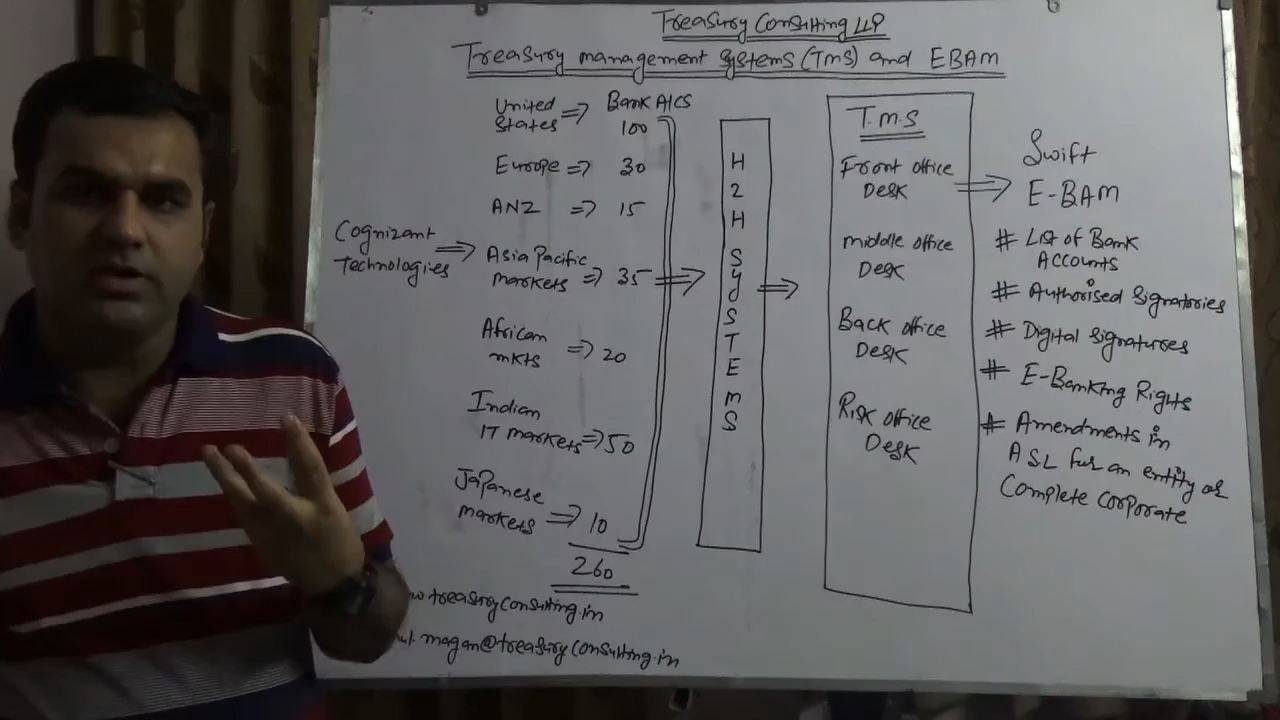 Treasury Consulting LLP
Treasury management Systems (TMS) and EBAM
Bank A/CS
United States => 100
Europe => 30
ANZ => 15
Cognizant Technologies =>
Asia Pacific markets => 35
African mkts => 20
Indian IT markets => 50
Japanese markets => 10
260
treasuryconsulting.in
magan@treasuryconsulting.in
H2H SYSTEMS
T.M.S
Front office
Desk
middle office
Desk
Back office
Desk
Risk office
Desk
Swift
E-BAM
# List of Bank
Accounts
# Authorised Signatories
# Digital Signatures
# E-Banking Rights
# Amendments in
ASL for an entity or
Complete Corporate